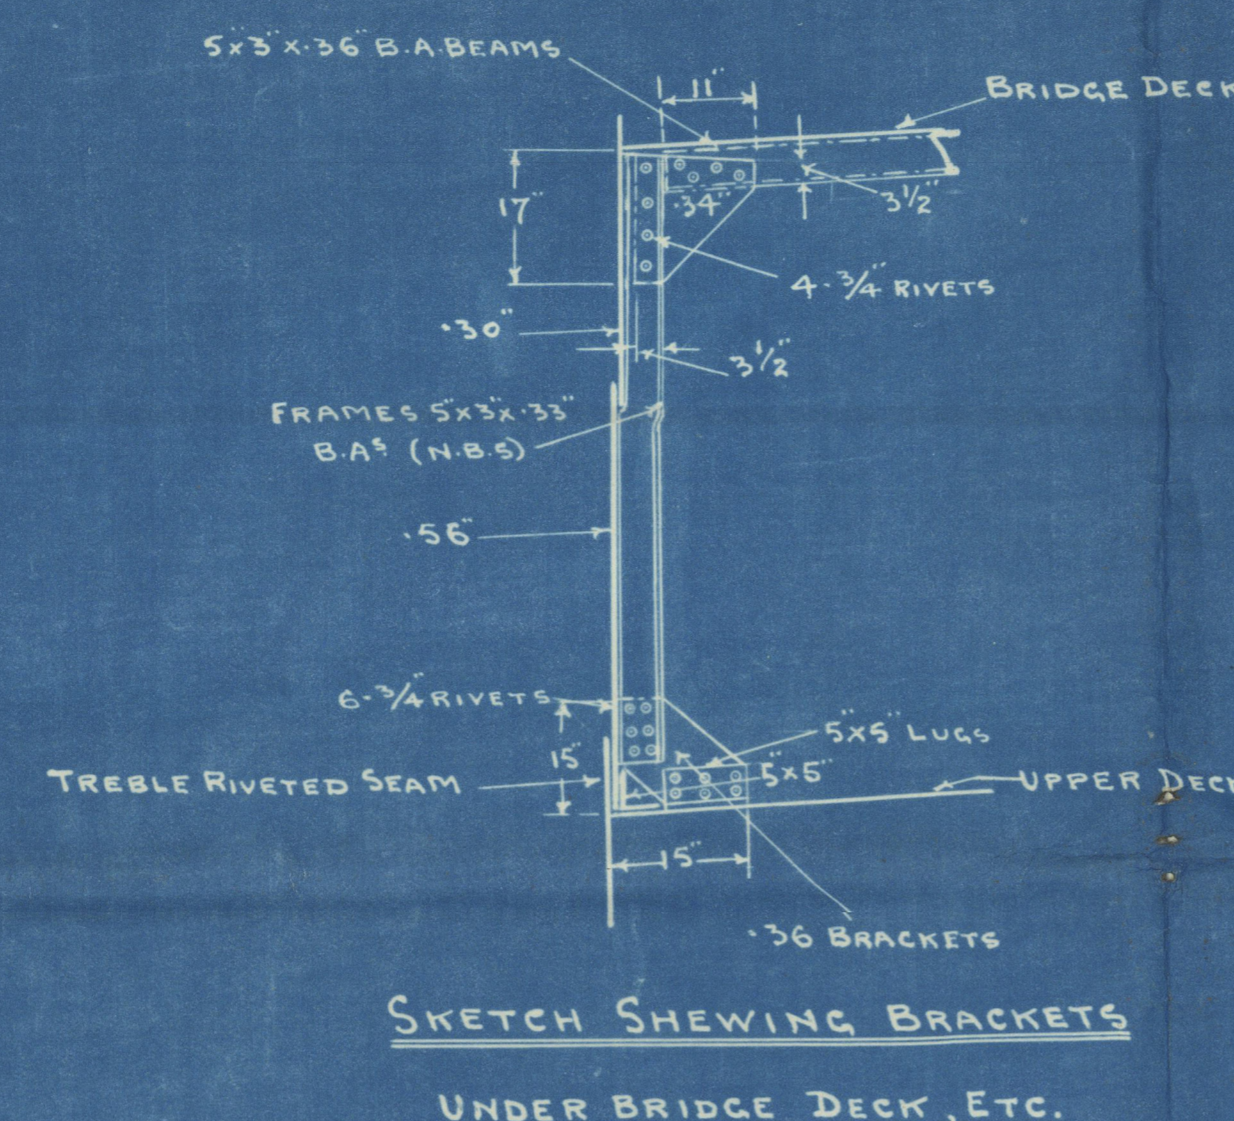 5"x3"x.36" B.A.BEAMS
11"
BRIDGE DECK
17"
.34"
3½"
4-¾" RIVETS
.30"
3½"
FRAMES 5"x3"x.33"
B.AS. (N.B.S)
.56"
6-¾" RIVETS
5"x5" LUGS
15"
5"x5"
TREBLE RIVETED SEAM
UPPER DECK
15"
.36 BRACKETS
SKETCH SHEWING BRACKETS
UNDER BRIDGE DECK, ETC.